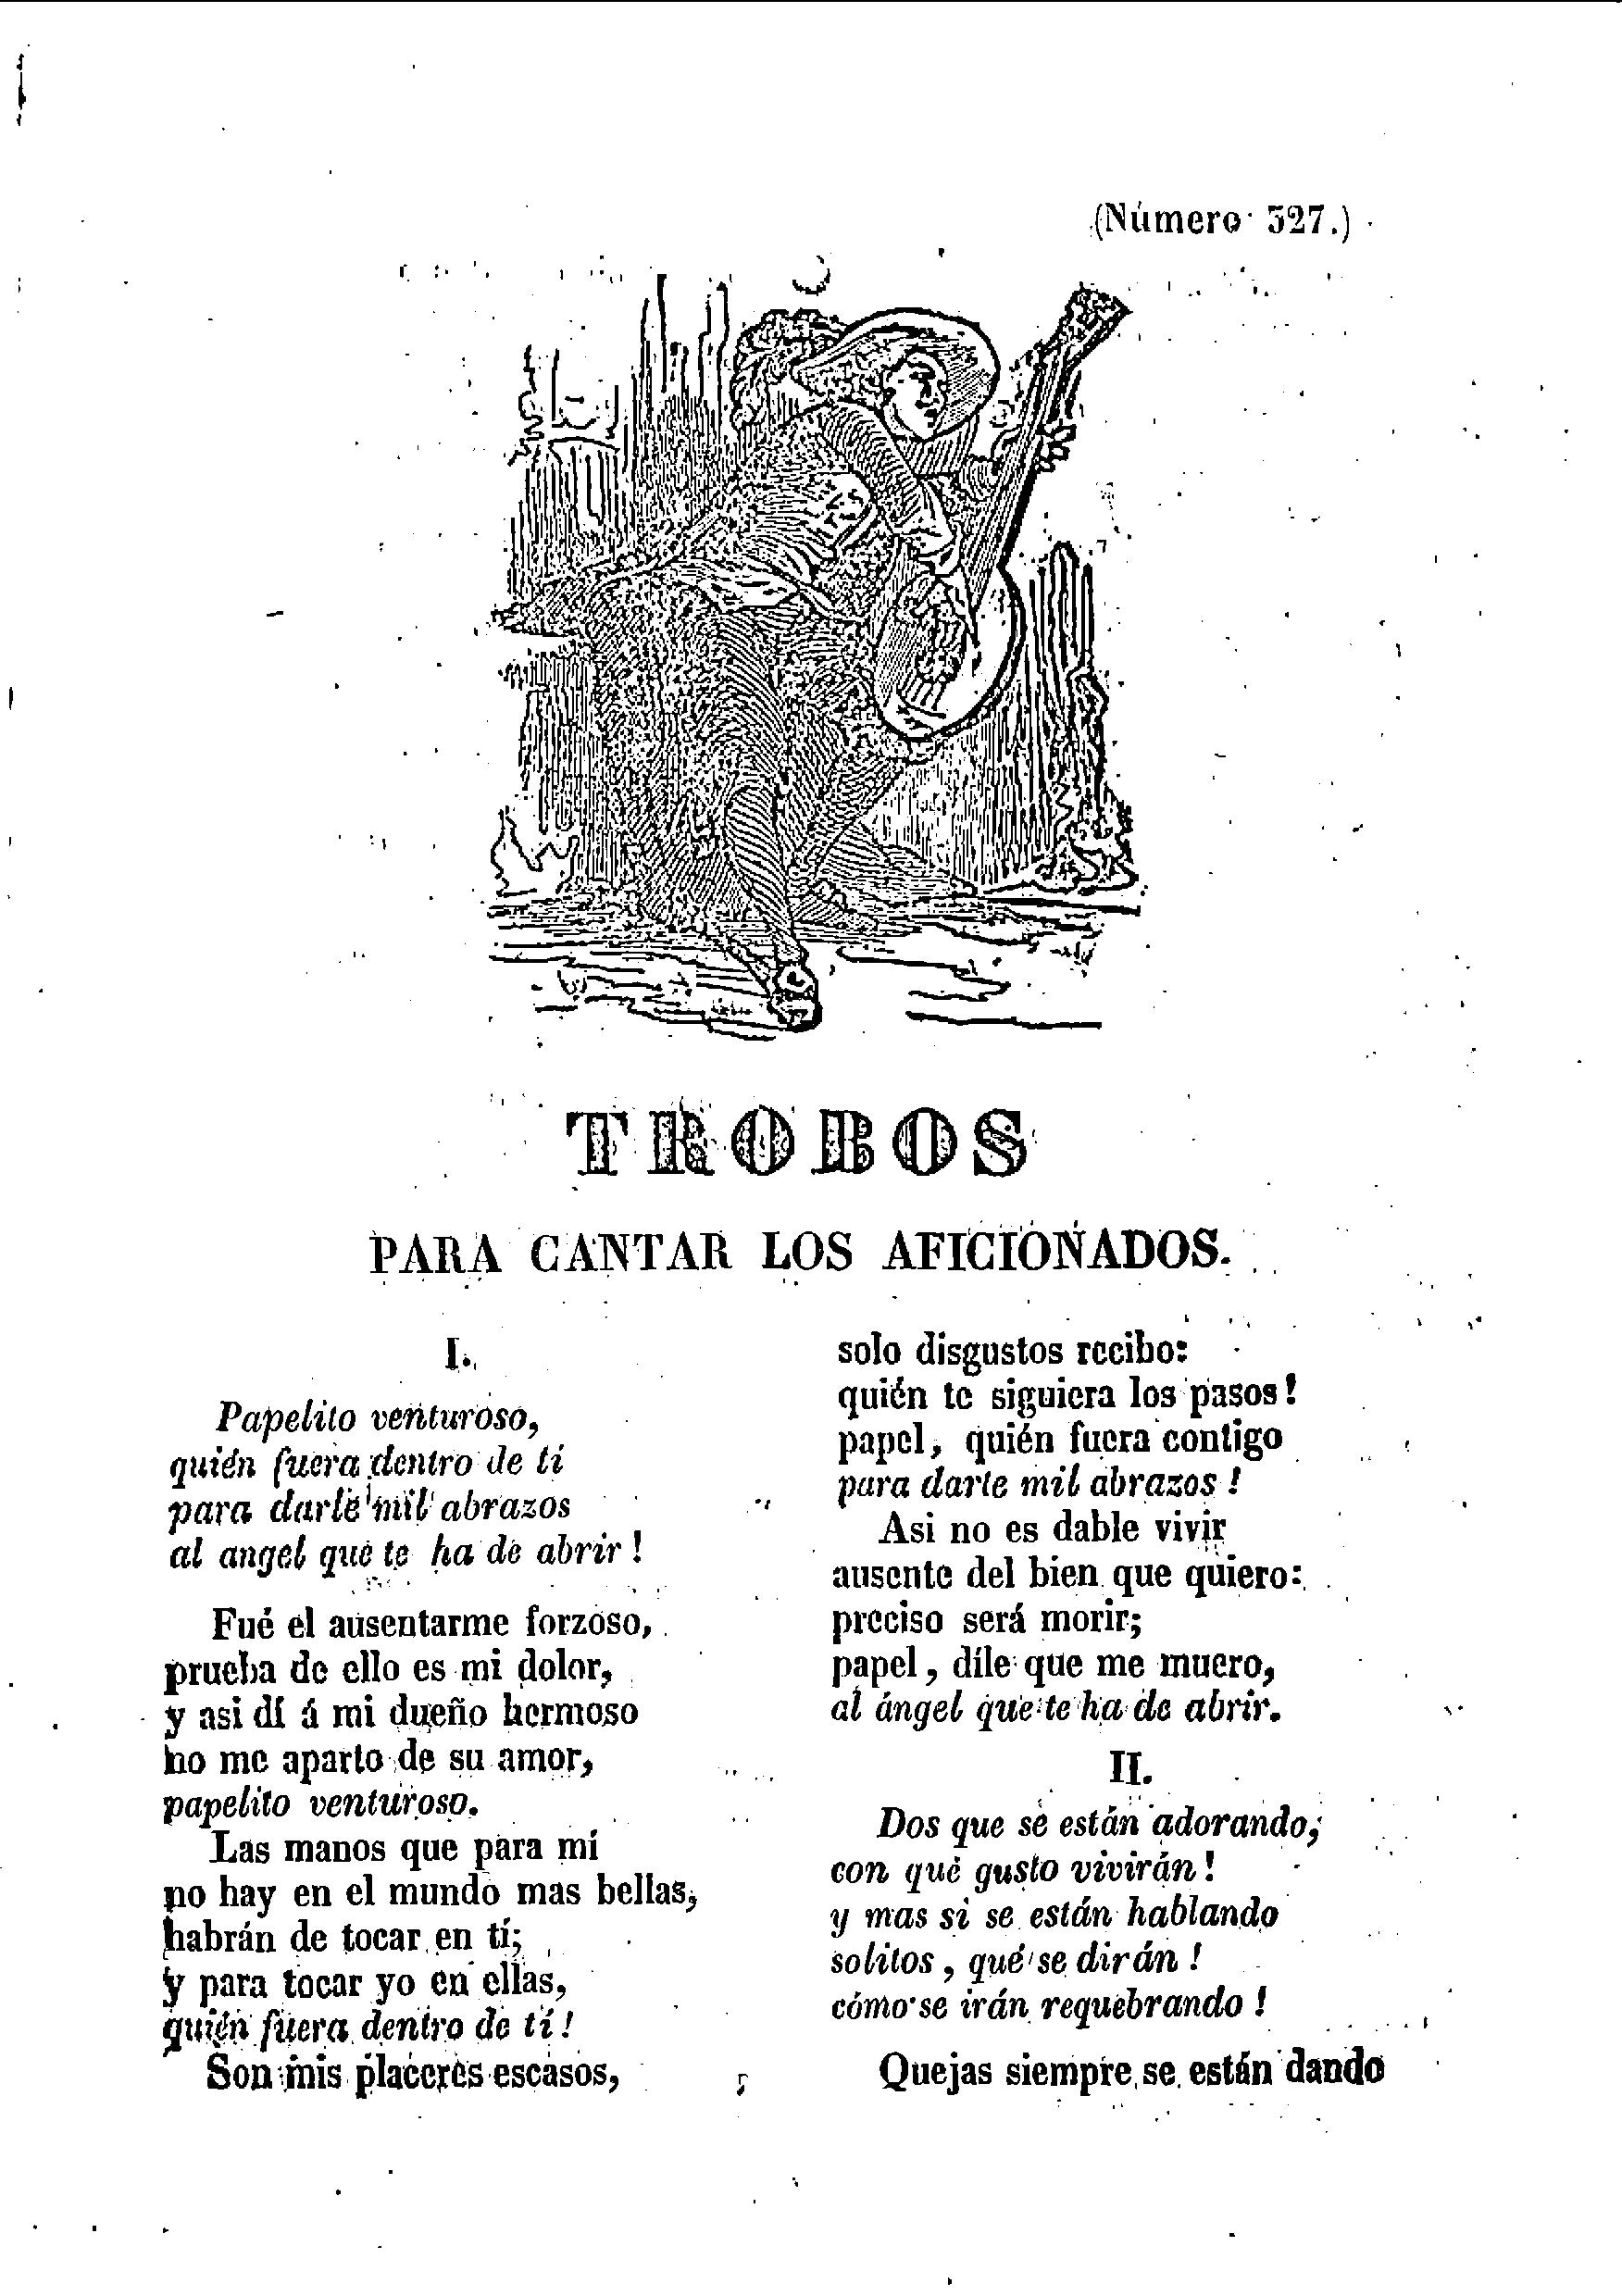 (Número 327.)
TROBOS
PARA CANTAR LOS AFICIONADOS.
I.
Papelito venturoso,
quién fuera dentro de ti
para darle mil abrazos
al angel que te ha de abrir!
Fué el ausentarme forzoso,
prueba de ello es mi dolor,
y asi dí á mi dueño hermoso
no me aparto de su amor,
papelito venturoso.
Las manos que para mí
no hay en el mundo mas bellas,
habrán de tocar en tí;
y para tocar yo en ellas,
quién fuera dentro de tí!
Son mis placeres escasos,
solo disgustos recibo:
quién te siguiera los pasos!
papel, quién fuera contigo
para darle mil abrazos!
Asi no es dable vivir
ausente del bien que quiero:
preciso será morir;
papel, díle que me muero,
al ángel que te ha de abrir.
II.
Dos que se están adorando,
con qué gusto vivirán!
y mas si se están hablando
solitos, qué se dirán!
cómo se irán requebrando!
Quejas siempre se están dando